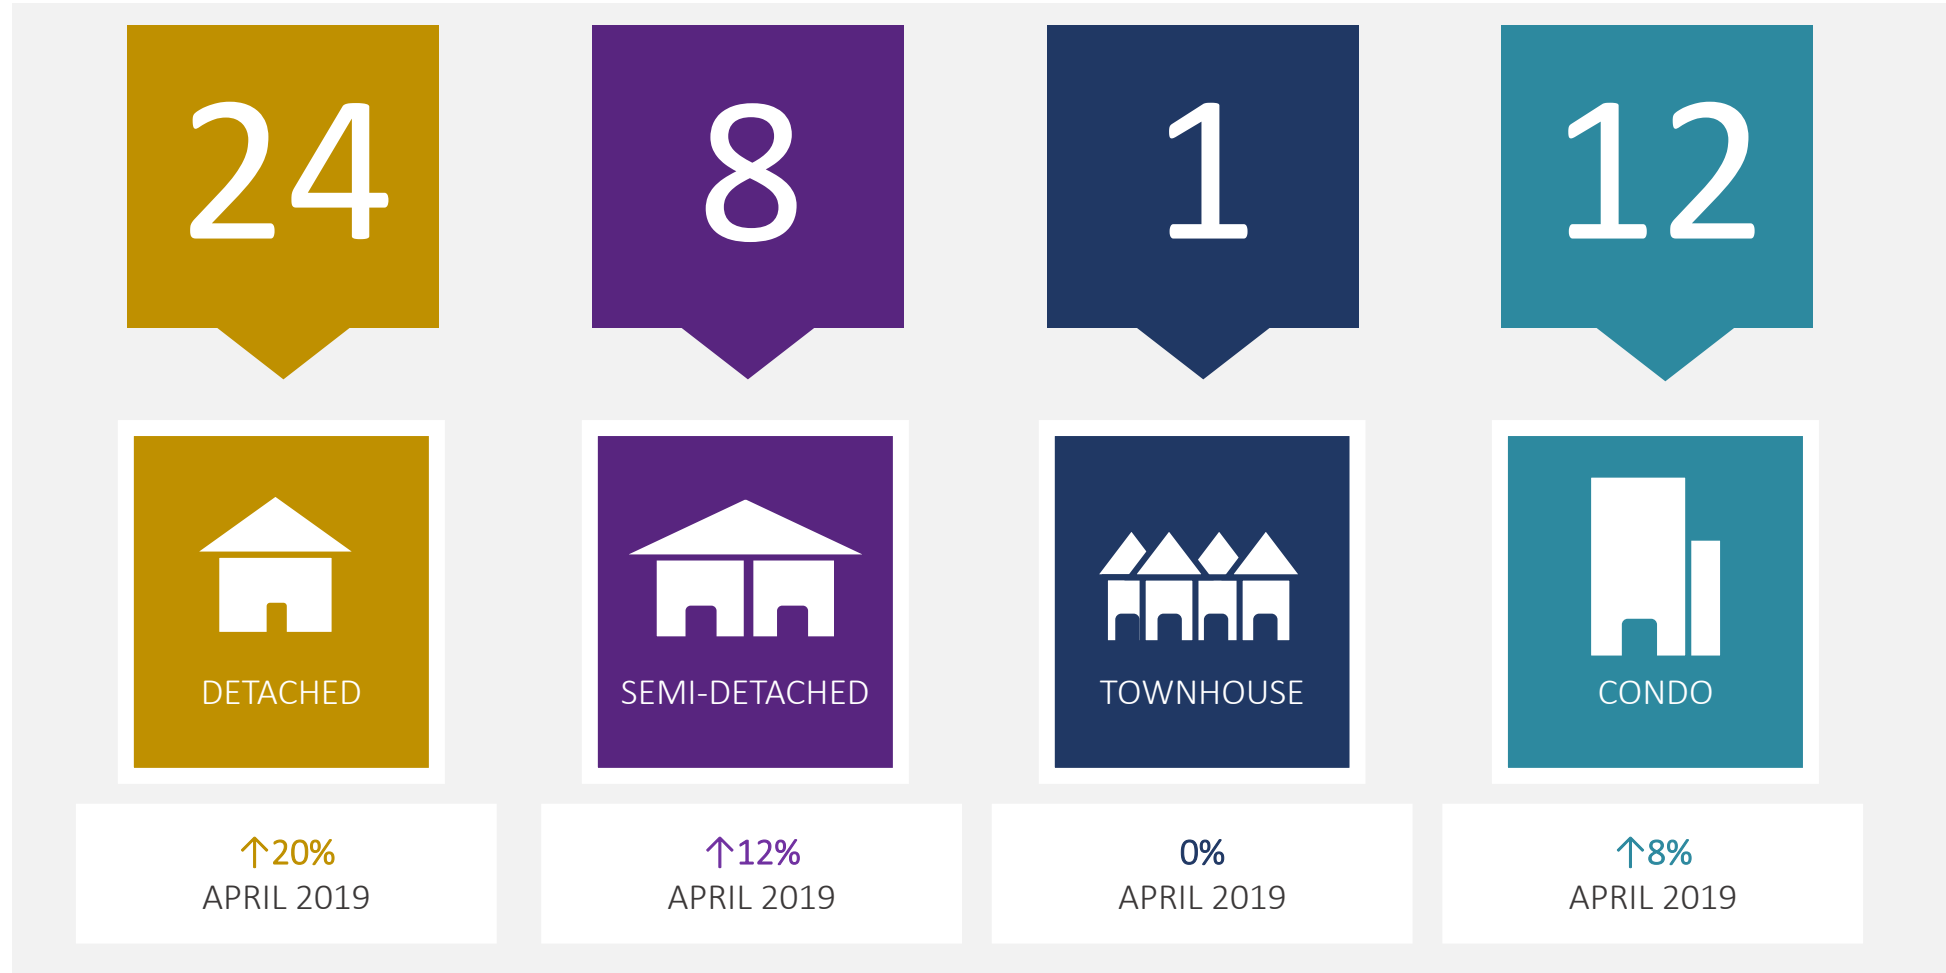 24
8
1
12
DETACHED
SEMI-DETACHED
TOWNHOUSE
CONDO
↑20%
APRIL 2019
↑12%
APRIL 2019
0%
APRIL 2019
↑8%
APRIL 2019